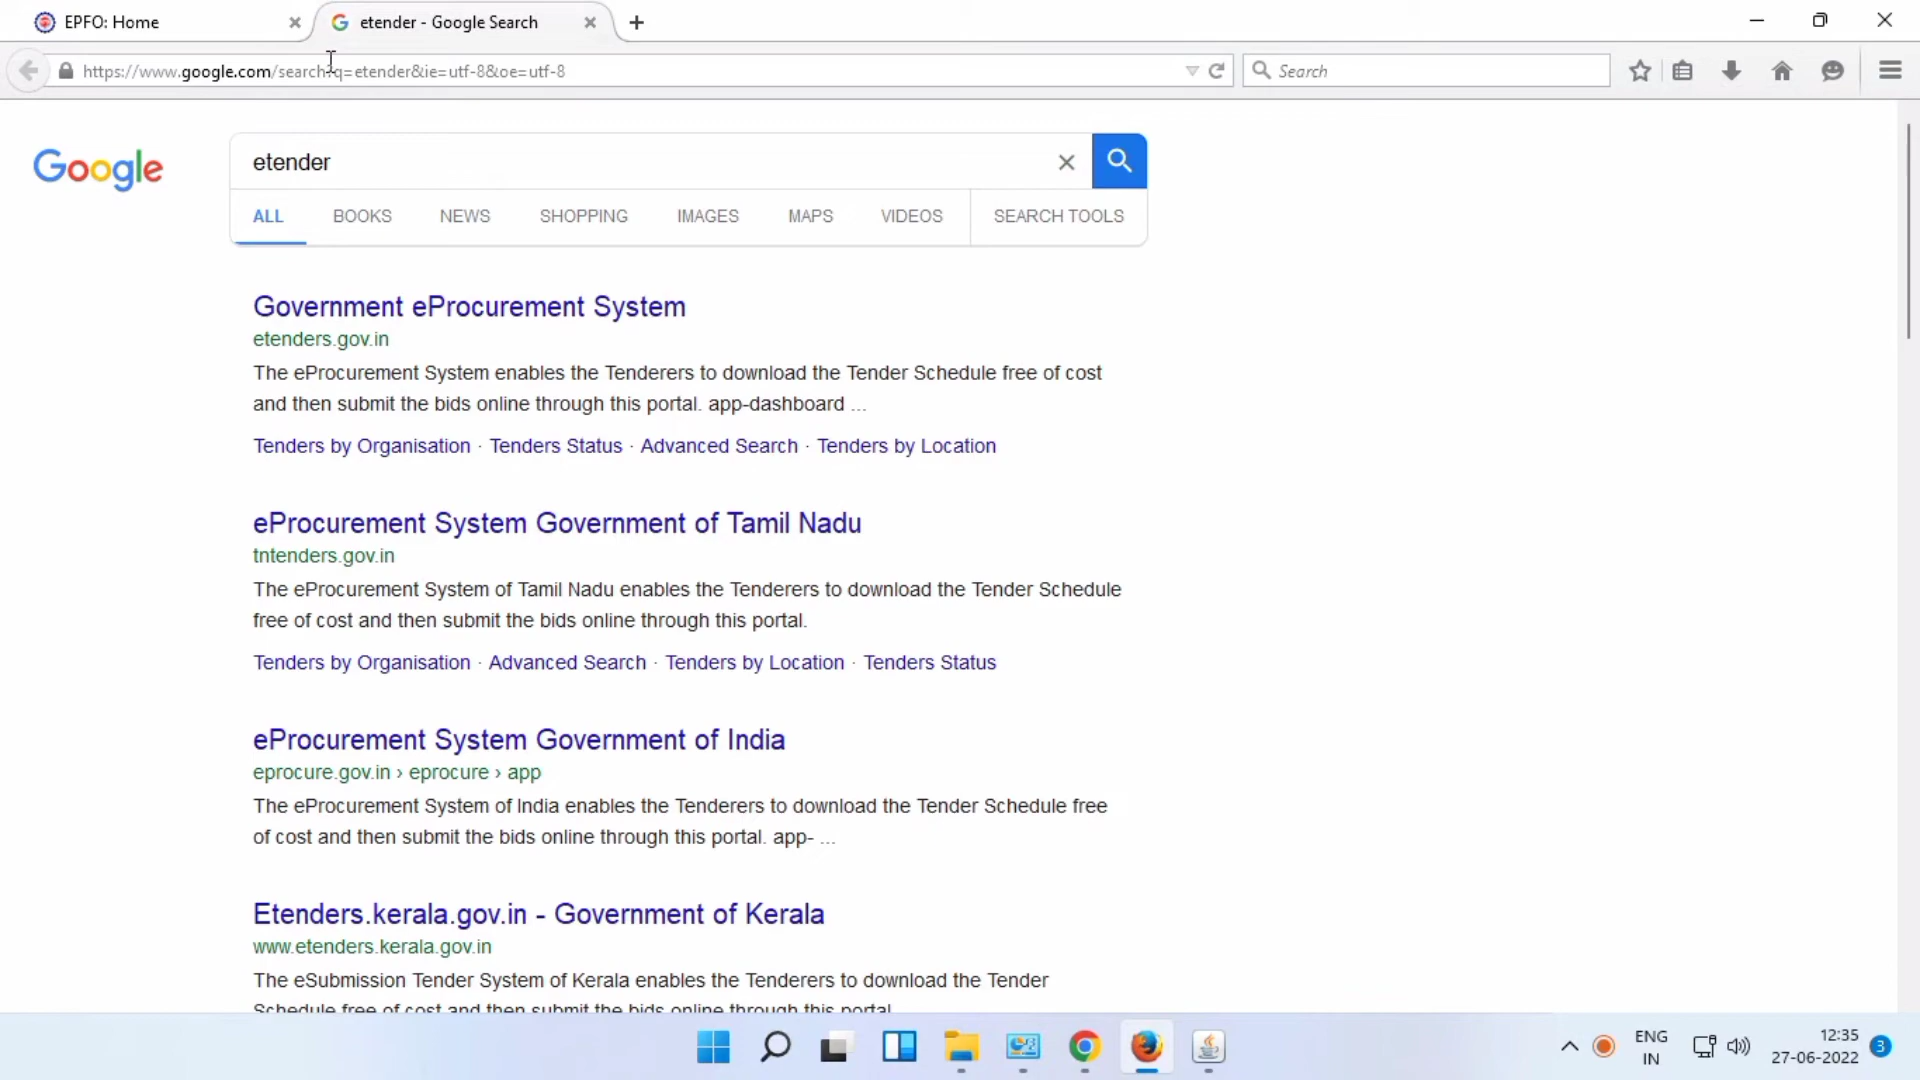 EPFO: Home
etender - Google Search
https://www.google.com/search?q=etender&ie=utf-8&oe=utf-8
Search
Google
etender
ALL BOOKS NEWS SHOPPING IMAGES MAPS VIDEOS SEARCH TOOLS
Government eProcurement System
etenders.gov.in
The eProcurement System enables the Tenderers to download the Tender Schedule free of cost
and then submit the bids online through this portal. app-dashboard ...
Tenders by Organisation · Tenders Status · Advanced Search · Tenders by Location
eProcurement System Government of Tamil Nadu
tntenders.gov.in
The eProcurement System of Tamil Nadu enables the Tenderers to download the Tender Schedule
free of cost and then submit the bids online through this portal.
Tenders by Organisation · Advanced Search · Tenders by Location · Tenders Status
eProcurement System Government of India
eprocure.gov.in › eprocure › app
The eProcurement System of India enables the Tenderers to download the Tender Schedule free
of cost and then submit the bids online through this portal. app- ...
Etenders.kerala.gov.in - Government of Kerala
www.etenders.kerala.gov.in
The eSubmission Tender System of Kerala enables the Tenderers to download the Tender
Schedule free of cost and then submit the bids online through this portal.
ENG
IN
12:35
27-06-2022
3